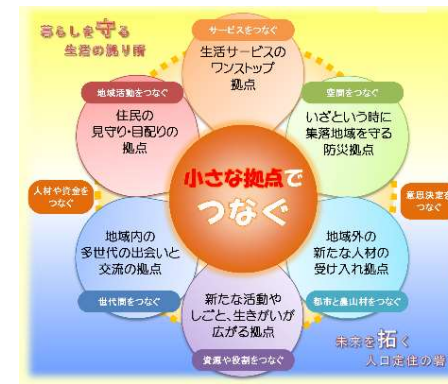 暮らしを守る
生活の拠り所
サービスをつなぐ
生活サービスの
ワンストップ
拠点
地域活動をつなぐ
住民の
見守り・目配りの
拠点
空間をつなぐ
いざという時に
集落地域を守る
防災拠点
小さな拠点で
つなぐ
人材や資金を
つなぐ
意思決定を
つなぐ
地域内の
多世代の出会いと
交流の拠点
世代間をつなぐ
地域外の
新たな人材の
受け入れ拠点
都市と農山村をつなぐ
新たな活動や
しごと、生きがいが
広がる拠点
資源や役割をつなぐ
未来を拓く
人口定住の砦